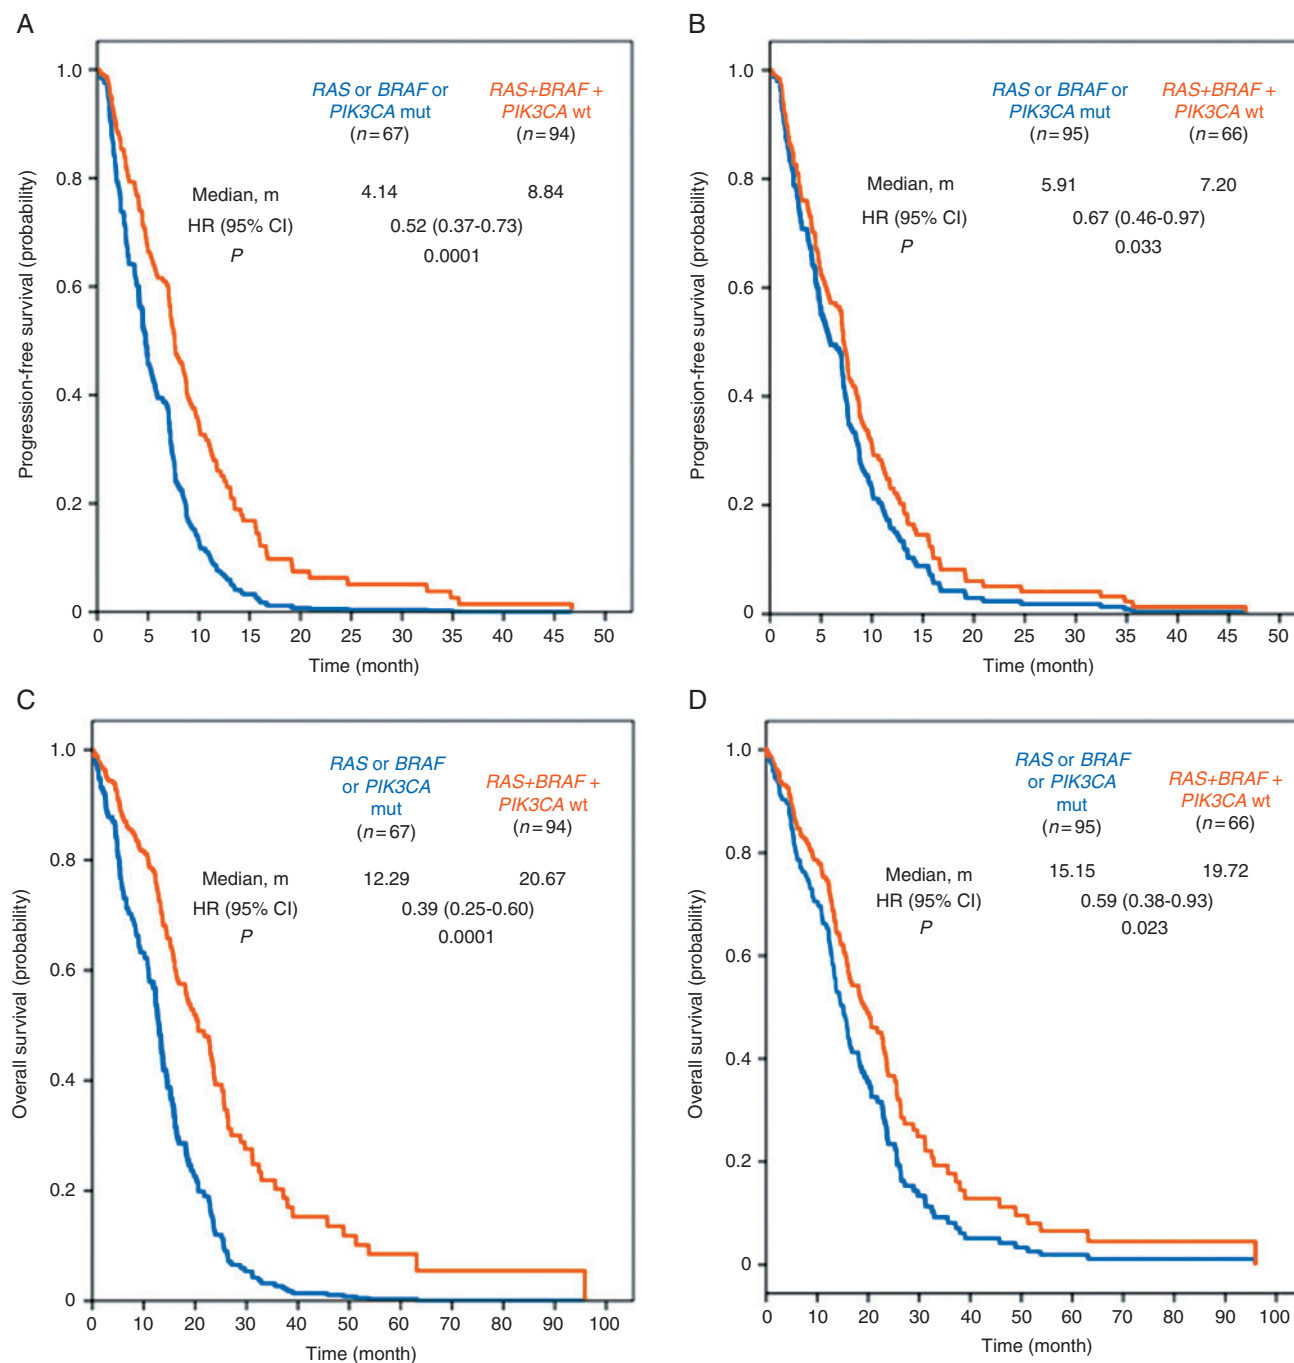 A
Progression-free survival (probability)
1.0
0.8
0.6
0.4
0.2
0
RAS or BRAF or
PIK3CA mut
(n=67)
RAS+BRAF +
PIK3CA wt
(n=94)
Median, m 4.14 8.84
HR (95% CI) 0.52 (0.37-0.73)
P 0.0001
0 5 10 15 20 25 30 35 40 45 50
Time (month)
B
Progression-free survival (probability)
1.0
0.8
0.6
0.4
0.2
0
RAS or BRAF or
PIK3CA mut
(n=95)
RAS+BRAF +
PIK3CA wt
(n=66)
Median, m 5.91 7.20
HR (95% CI) 0.67 (0.46-0.97)
P 0.033
0 5 10 15 20 25 30 35 40 45 50
Time (month)
C
Overall survival (probability)
1.0
0.8
0.6
0.4
0.2
0
RAS or BRAF
or PIK3CA
mut
(n=67)
RAS+BRAF +
PIK3CA wt
(n=94)
Median, m 12.29 20.67
HR (95% CI) 0.39 (0.25-0.60)
P 0.0001
0 10 20 30 40 50 60 70 80 90 100
Time (month)
D
Overall survival (probability)
1.0
0.8
0.6
0.4
0.2
0
RAS or BRAF
or PIK3CA
mut
(n=95)
RAS+BRAF +
PIK3CA wt
(n=66)
Median, m 15.15 19.72
HR (95% CI) 0.59 (0.38-0.93)
P 0.023
0 10 20 30 40 50 60 70 80 90 100
Time (month)